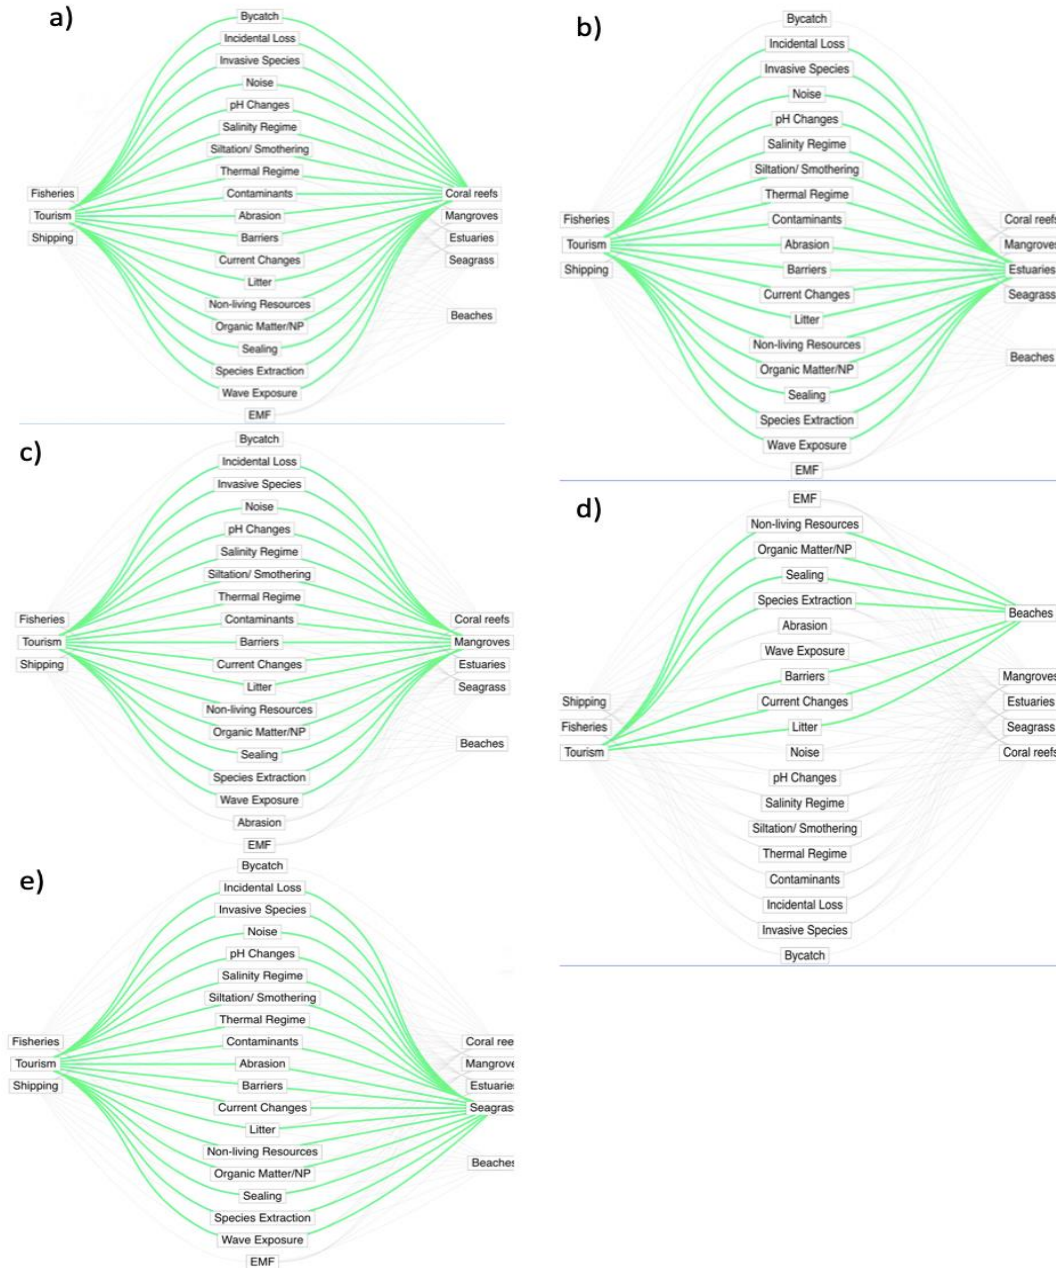 a)
Bycatch
Incidental Loss
Invasive Species
Noise
pH Changes
Salinity Regime
Siltation/ Smothering
Thermal Regime
Fisheries
Contaminants
Coral reefs
Tourism
Abrasion
Mangroves
Shipping
Barriers
Estuaries
Current Changes
Seagrass
Litter
Non-living Resources
Beaches
Organic Matter/NP
Sealing
Species Extraction
Wave Exposure
EMF
b)
Bycatch
Incidental Loss
Invasive Species
Noise
pH Changes
Salinity Regime
Siltation/ Smothering
Thermal Regime
Fisheries
Contaminants
Coral reefs
Tourism
Abrasion
Mangroves
Shipping
Barriers
Estuaries
Current Changes
Seagrass
Litter
Non-living Resources
Beaches
Organic Matter/NP
Sealing
Species Extraction
Wave Exposure
EMF
c)
Bycatch
Incidental Loss
Invasive Species
Noise
pH Changes
Salinity Regime
Siltation/ Smothering
Thermal Regime
Fisheries
Contaminants
Coral reefs
Tourism
Barriers
Mangroves
Shipping
Current Changes
Estuaries
Litter
Seagrass
Non-living Resources
Organic Matter/NP
Beaches
Sealing
Species Extraction
Wave Exposure
Abrasion
EMF
d)
EMF
Non-living Resources
Organic Matter/NP
Sealing
Species Extraction
Beaches
Abrasion
Wave Exposure
Barriers
Mangroves
Shipping
Current Changes
Estuaries
Fisheries
Litter
Seagrass
Tourism
Noise
Coral reefs
pH Changes
Salinity Regime
Siltation/ Smothering
Thermal Regime
Contaminants
Incidental Loss
Invasive Species
Bycatch
e)
Bycatch
Incidental Loss
Invasive Species
Noise
pH Changes
Salinity Regime
Siltation/ Smothering
Thermal Regime
Fisheries
Contaminants
Coral ree
Tourism
Abrasion
Mangrove
Shipping
Barriers
Estuaries
Current Changes
Seagras
Litter
Non-living Resources
Beaches
Organic Matter/NP
Sealing
Species Extraction
Wave Exposure
EMF